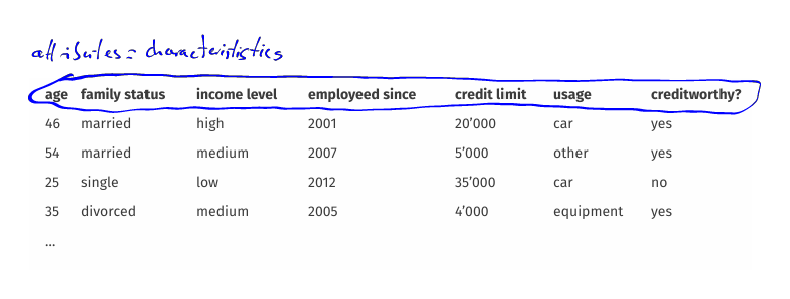 attributes = characterististics
age family status income level employeed since credit limit usage creditworthy?
46 married high 2001 20’000 car yes
54 married medium 2007 5’000 other yes
25 single low 2012 35’000 car no
35 divorced medium 2005 4’000 equipment yes
...